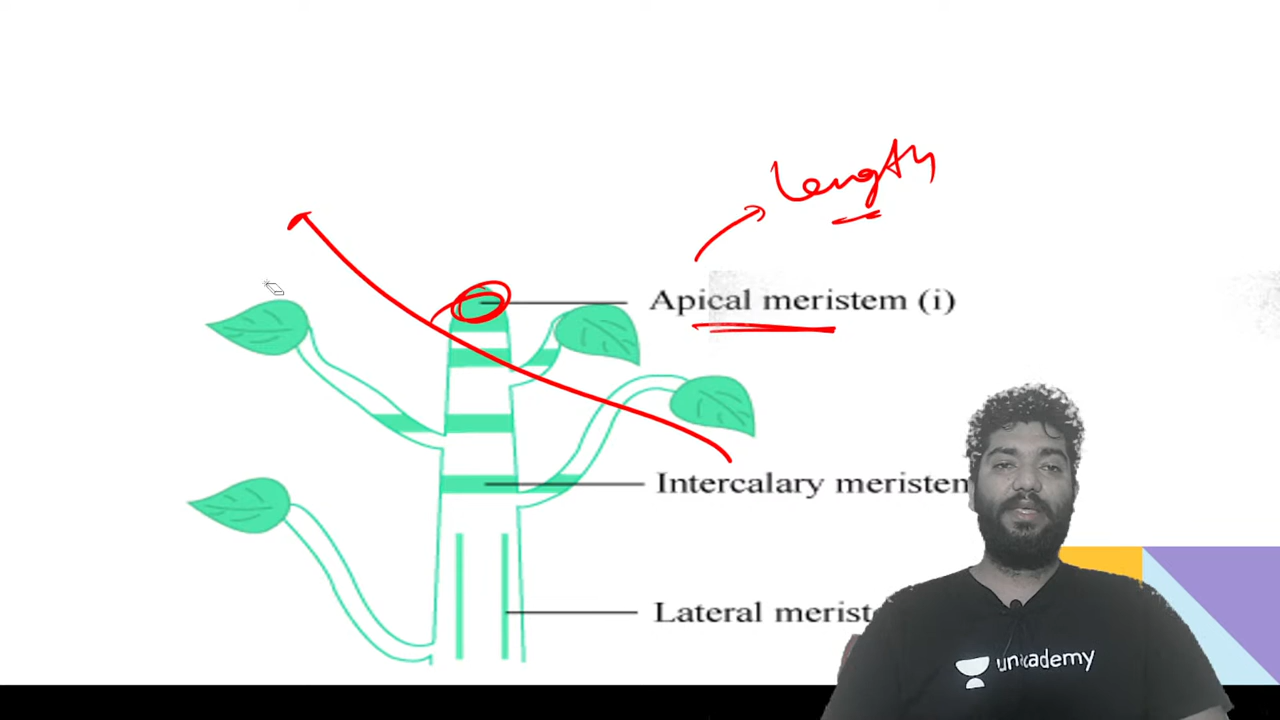 length
Apical meristem (i)
Intercalary meristem
Lateral merist
unacademy